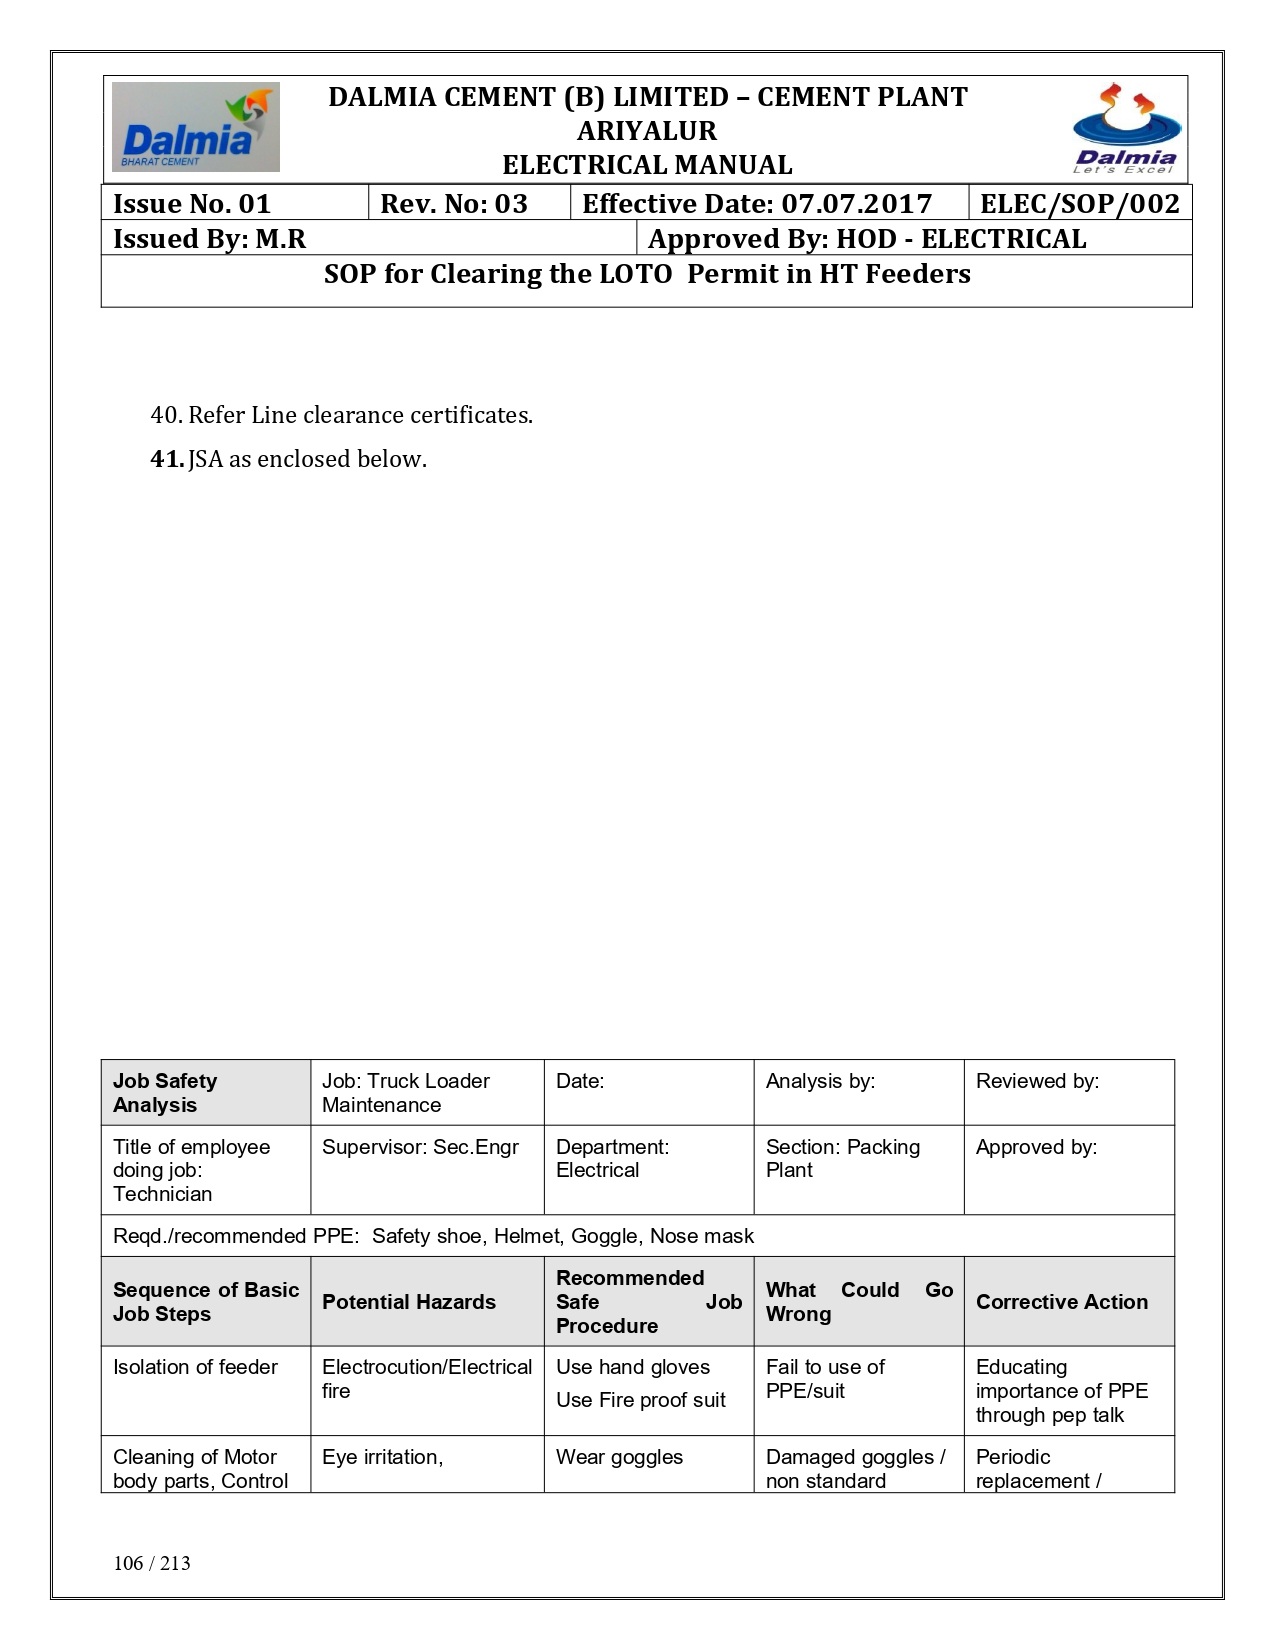 Dalmia
BHARAT CEMENT
DALMIA CEMENT (B) LIMITED – CEMENT PLANT
ARIYALUR
ELECTRICAL MANUAL
Dalmia
Let's Excel
Issue No. 01 Rev. No: 03 Effective Date: 07.07.2017 ELEC/SOP/002
Issued By: M.R Approved By: HOD - ELECTRICAL
SOP for Clearing the LOTO  Permit in HT Feeders
40. Refer Line clearance certificates.
41. JSA as enclosed below.
Job Safety
Analysis
Job: Truck Loader
Maintenance
Date:
Analysis by:
Reviewed by:
Title of employee
doing job:
Technician
Supervisor: Sec.Engr
Department:
Electrical
Section: Packing
Plant
Approved by:
Reqd./recommended PPE:  Safety shoe, Helmet, Goggle, Nose mask
Sequence of Basic
Job Steps
Potential Hazards
Recommended
Safe Job
Procedure
What Could Go
Wrong
Corrective Action
Isolation of feeder
Electrocution/Electrical
fire
Use hand gloves
Use Fire proof suit
Fail to use of
PPE/suit
Educating
importance of PPE
through pep talk
Cleaning of Motor
body parts, Control
Eye irritation,
Wear goggles
Damaged goggles /
non standard
Periodic
replacement /
106 / 213